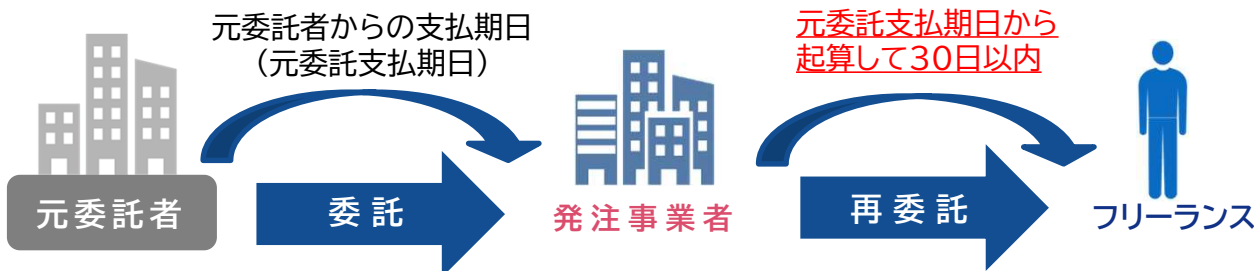 元委託者からの支払期日
（元委託支払期日）
元委託支払期日から
起算して30日以内
元委託者
委託
発注事業者
再委託
フリーランス